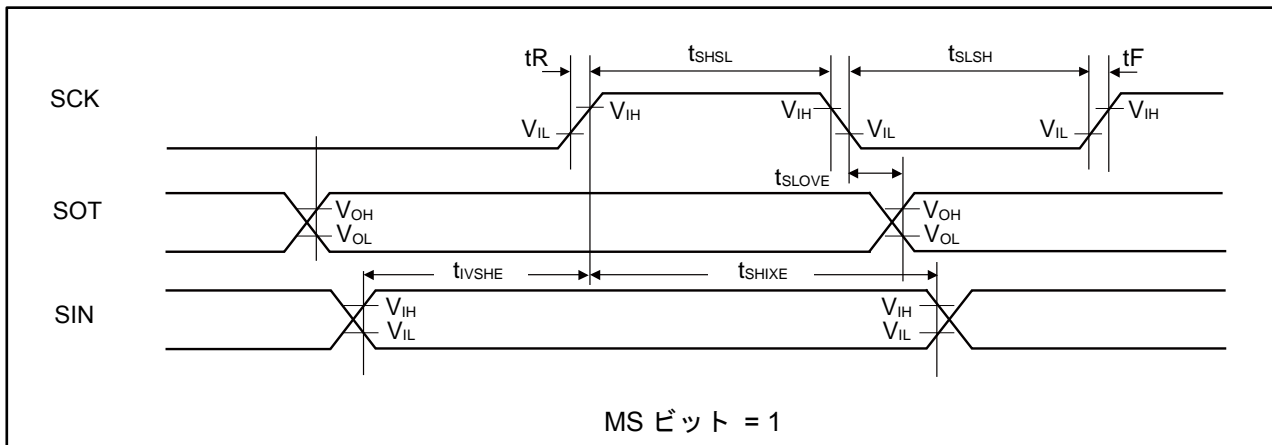 tR tSHSL tSLSH tF
SCK
VIH VIH VIH
VIL VIL VIL
tSLOVE
SOT
VOH VOH
VOL VOL
tIVSHE tSHIXE
SIN
VIH VIH
VIL VIL
MS ビット = 1